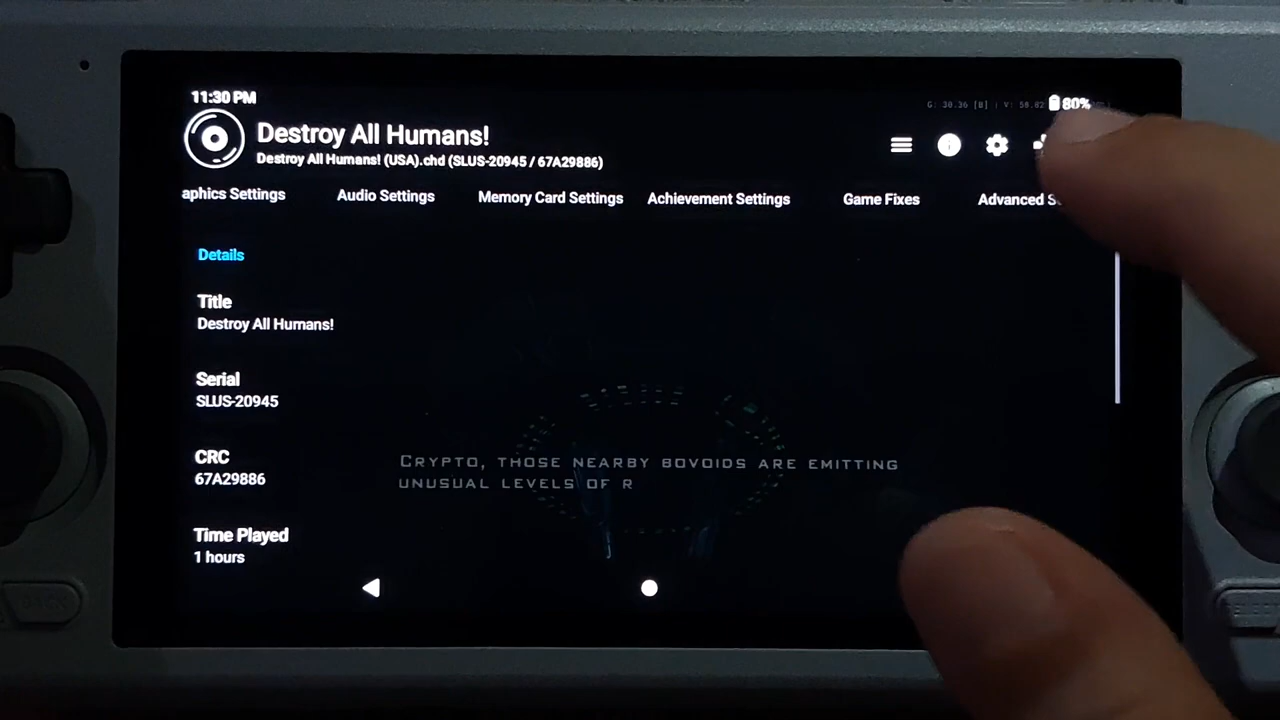 11:30 PM
80%
Destroy All Humans!
Destroy All Humans! (USA).chd (SLUS-20945 / 67A29886)
aphics Settings Audio Settings Memory Card Settings Achievement Settings Game Fixes Advanced S
Details
Title
Destroy All Humans!
Serial
SLUS-20945
CRC
67A29886
CRYPTO, THOSE NEARBY BOVOIDS ARE EMITTING
UNUSUAL LEVELS OF R
Time Played
1 hours